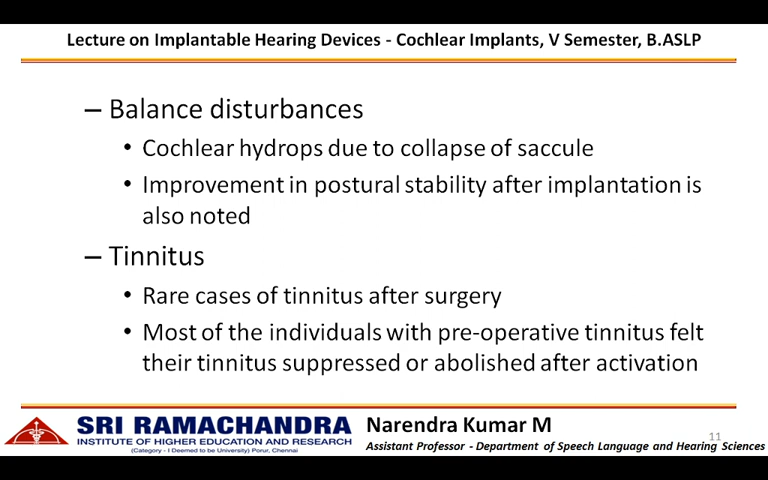 Lecture on Implantable Hearing Devices - Cochlear Implants, V Semester, B.ASLP
– Balance disturbances
• Cochlear hydrops due to collapse of saccule
• Improvement in postural stability after implantation is
also noted
– Tinnitus
• Rare cases of tinnitus after surgery
• Most of the individuals with pre-operative tinnitus felt
their tinnitus suppressed or abolished after activation
SRI RAMACHANDRA
INSTITUTE OF HIGHER EDUCATION AND RESEARCH
(Category - I Deemed to be University) Porur, Chennai
Narendra Kumar M
11
Assistant Professor - Department of Speech Language and Hearing Sciences